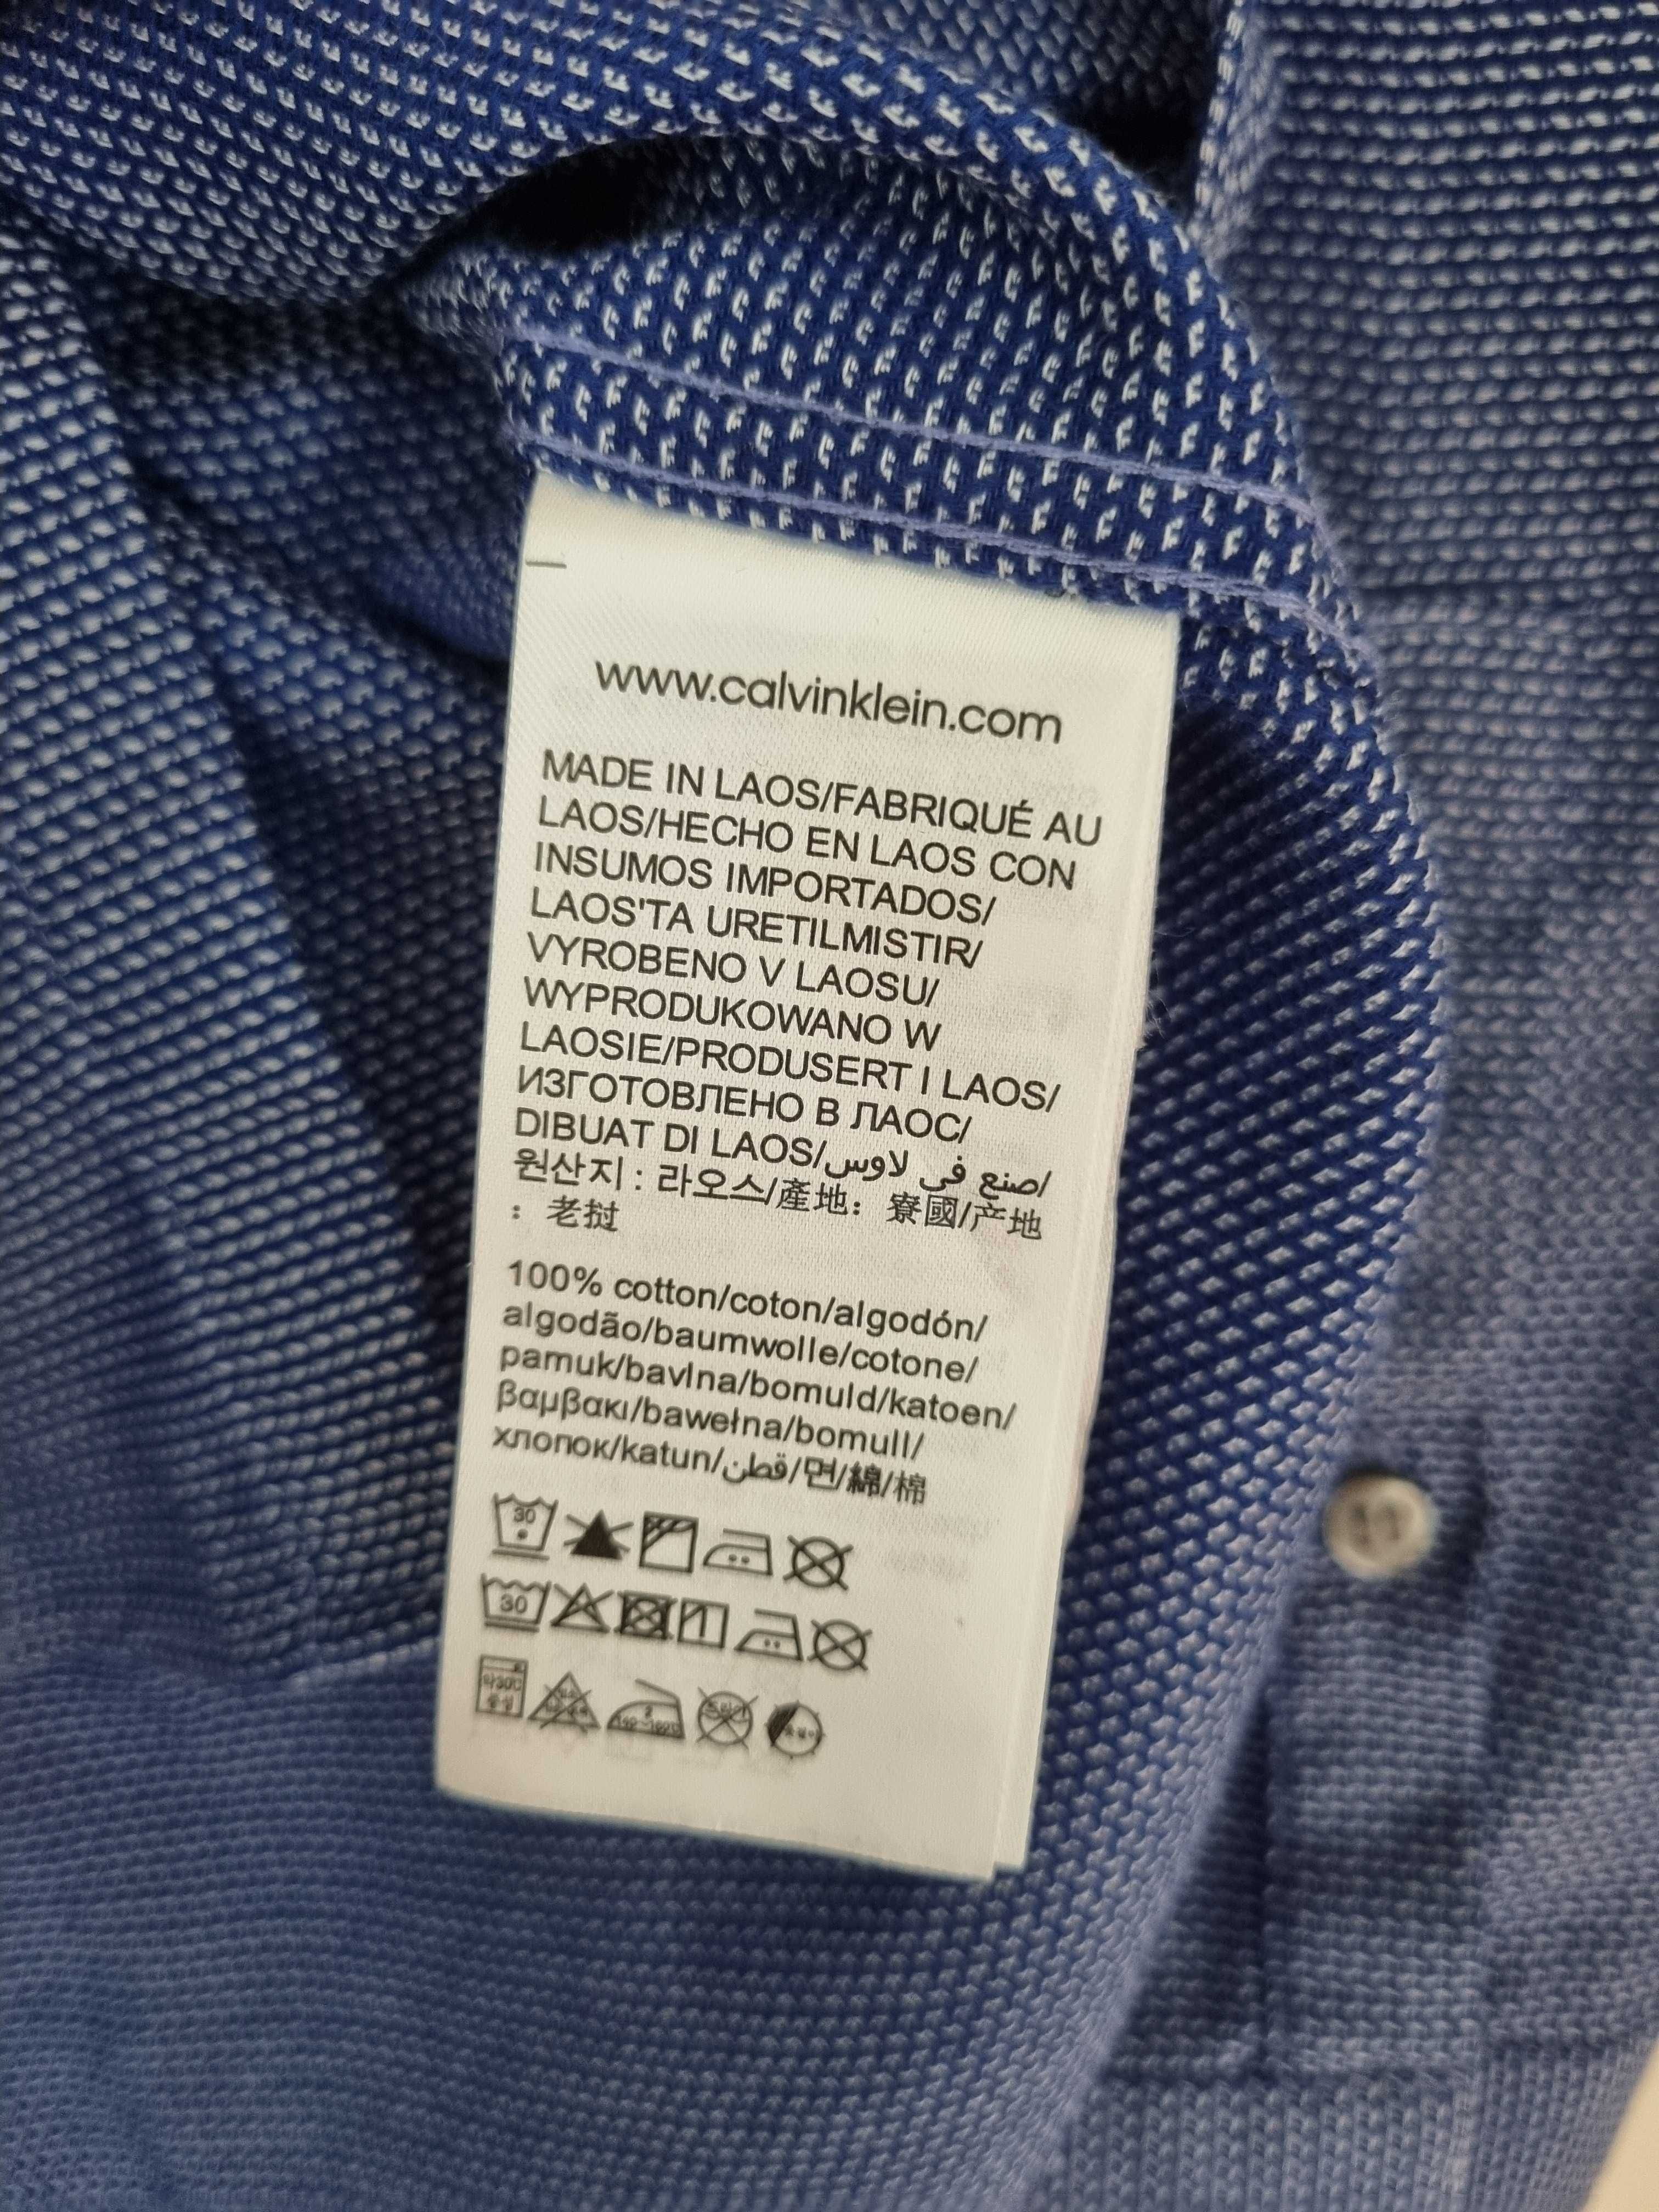 www.calvinklein.com
MADE IN LAOS/FABRIQUÉ AU
LAOS/HECHO EN LAOS CON
INSUMOS IMPORTADOS/
LAOS'TA URETILMISTIR/
VYROBENO V LAOSU/
WYPRODUKOWANO W
LAOSIE/PRODUSERT I LAOS/
ИЗГОТОВЛЕНО В ЛАОС/
DIBUAT DI LAOS/صنع في لاوس/
원산지 : 라오스/產地：寮國/产地
：老挝
100% cotton/coton/algodón/
algodão/baumwolle/cotone/
pamuk/bavlna/bomuld/katoen/
βαμβακι/bawełna/bomull/
хлопок/katun/قطن/면/綿/棉
30
30